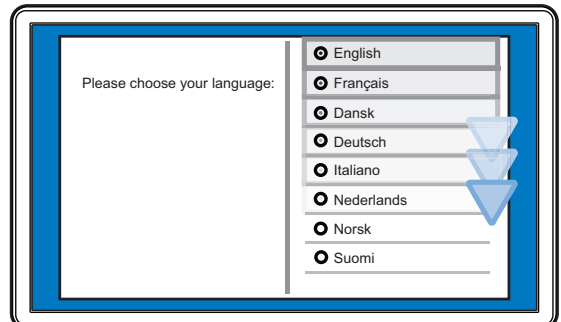 Please choose your language:
English
Français
Dansk
Deutsch
Italiano
Nederlands
Norsk
Suomi